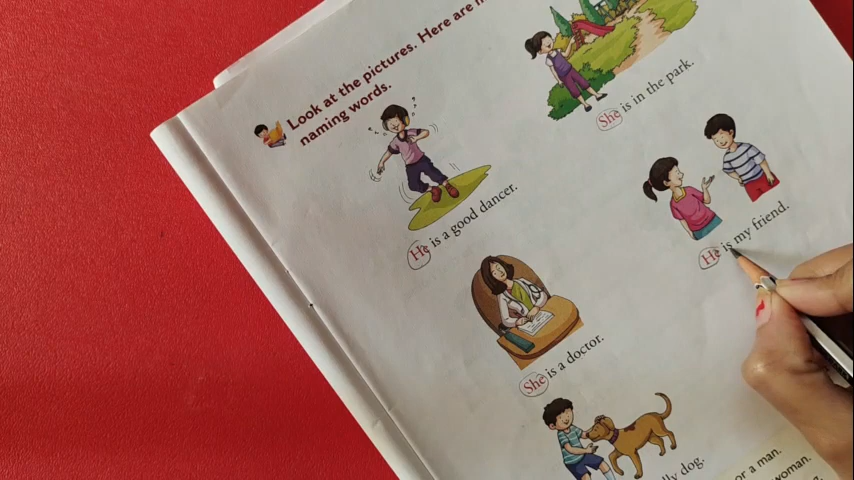 Look at the pictures. Here are
naming words.
She is in the park.
He is a good dancer.
He is my friend.
She is a doctor.
dog.
or a man.
woman.